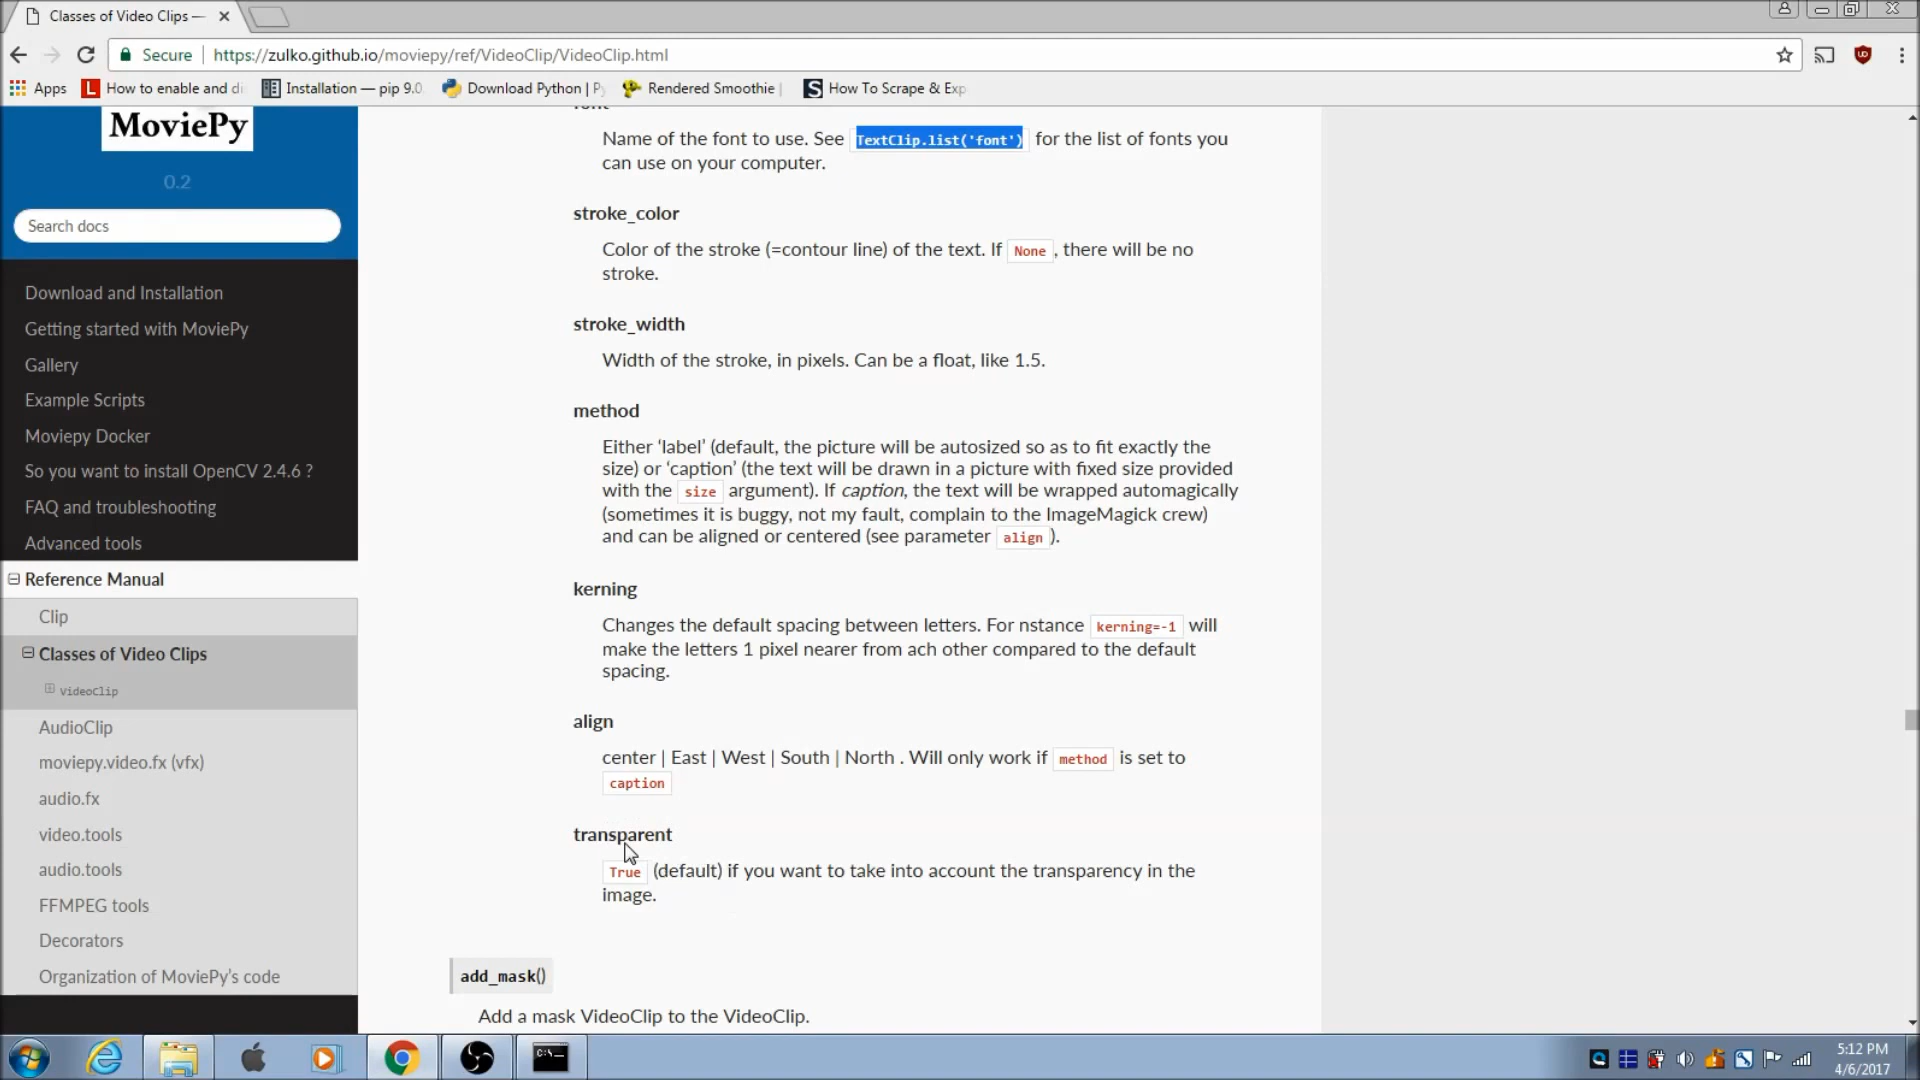 Classes of Video Clips —
Secure
https://zulko.github.io/moviepy/ref/VideoClip/VideoClip.html
Apps
How to enable and di
Installation — pip 9.0.
Download Python | Py
Rendered Smoothie |
How To Scrape & Exp
MoviePy
0.2
Search docs
Download and Installation
Getting started with MoviePy
Gallery
Example Scripts
Moviepy Docker
So you want to install OpenCV 2.4.6 ?
FAQ and troubleshooting
Advanced tools
Reference Manual
Clip
Classes of Video Clips
VideoClip
AudioClip
moviepy.video.fx (vfx)
audio.fx
video.tools
audio.tools
FFMPEG tools
Decorators
Organization of MoviePy's code
font
Name of the font to use. See TextClip.list('font') for the list of fonts you
can use on your computer.
stroke_color
Color of the stroke (=contour line) of the text. If None, there will be no
stroke.
stroke_width
Width of the stroke, in pixels. Can be a float, like 1.5.
method
Either ‘label’ (default, the picture will be autosized so as to fit exactly the
size) or ‘caption’ (the text will be drawn in a picture with fixed size provided
with the size argument). If caption, the text will be wrapped automagically
(sometimes it is buggy, not my fault, complain to the ImageMagick crew)
and can be aligned or centered (see parameter align ).
kerning
Changes the default spacing between letters. For nstance kerning=-1 will
make the letters 1 pixel nearer from ach other compared to the default
spacing.
align
center | East | West | South | North . Will only work if method is set to
caption
transparent
True (default) if you want to take into account the transparency in the
image.
add_mask()
Add a mask VideoClip to the VideoClip.
5:12 PM
4/6/2017